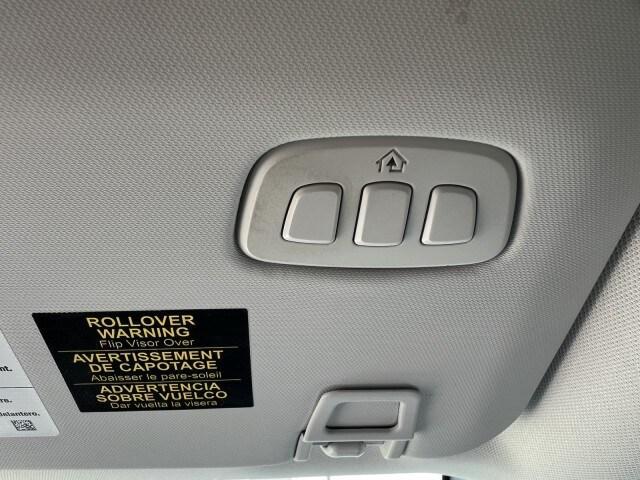 ROLLOVER
WARNING
Flip Visor Over
AVERTISSEMENT
DE CAPOTAGE
Abaisser le pare-soleil
ADVERTENCIA
SOBRE VUELCO
Dar vuelta la visera